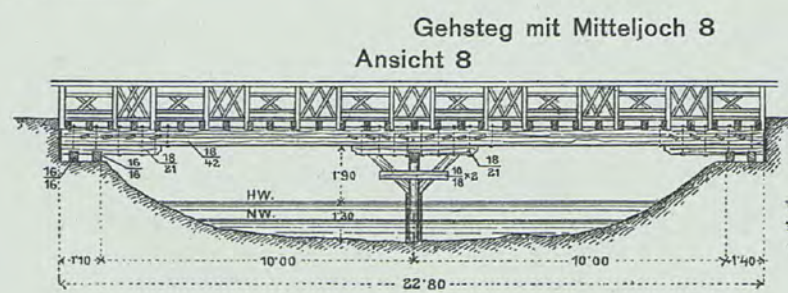 Gehsteg mit Mitteljoch 8
Ansicht 8
16/16
16/16
18/21
18/42
1·90
10/18 × 2
18/21
HW.
NW.
1·30
1·10
10·00
10·00
1·40
22·80